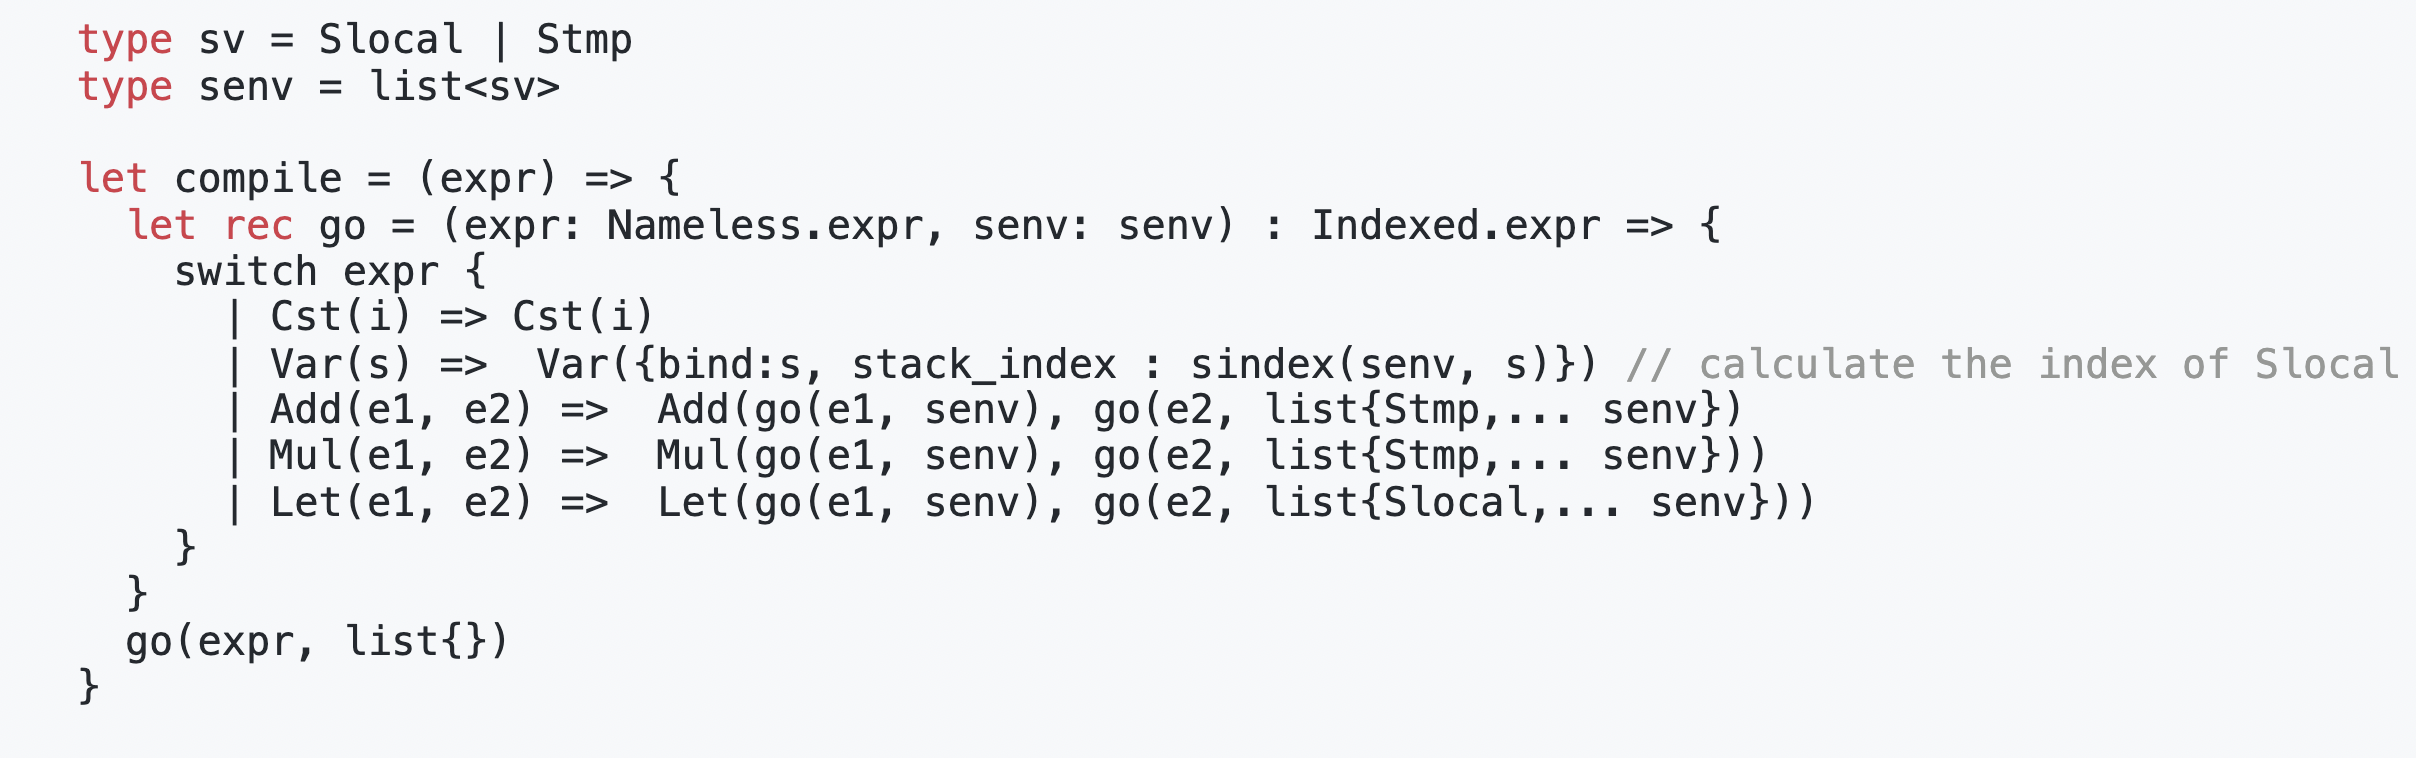 type sv = Slocal | Stmp
type senv = list<sv>

let compile = (expr) => {
  let rec go = (expr: Nameless.expr, senv: senv) : Indexed.expr => {
    switch expr {
      | Cst(i) => Cst(i)
      | Var(s) =>  Var({bind:s, stack_index : sindex(senv, s)}) // calculate the index of Slocal
      | Add(e1, e2) =>  Add(go(e1, senv), go(e2, list{Stmp,... senv})
      | Mul(e1, e2) =>  Mul(go(e1, senv), go(e2, list{Stmp,... senv}))
      | Let(e1, e2) =>  Let(go(e1, senv), go(e2, list{Slocal,... senv}))
    }
  }
  go(expr, list{})
}